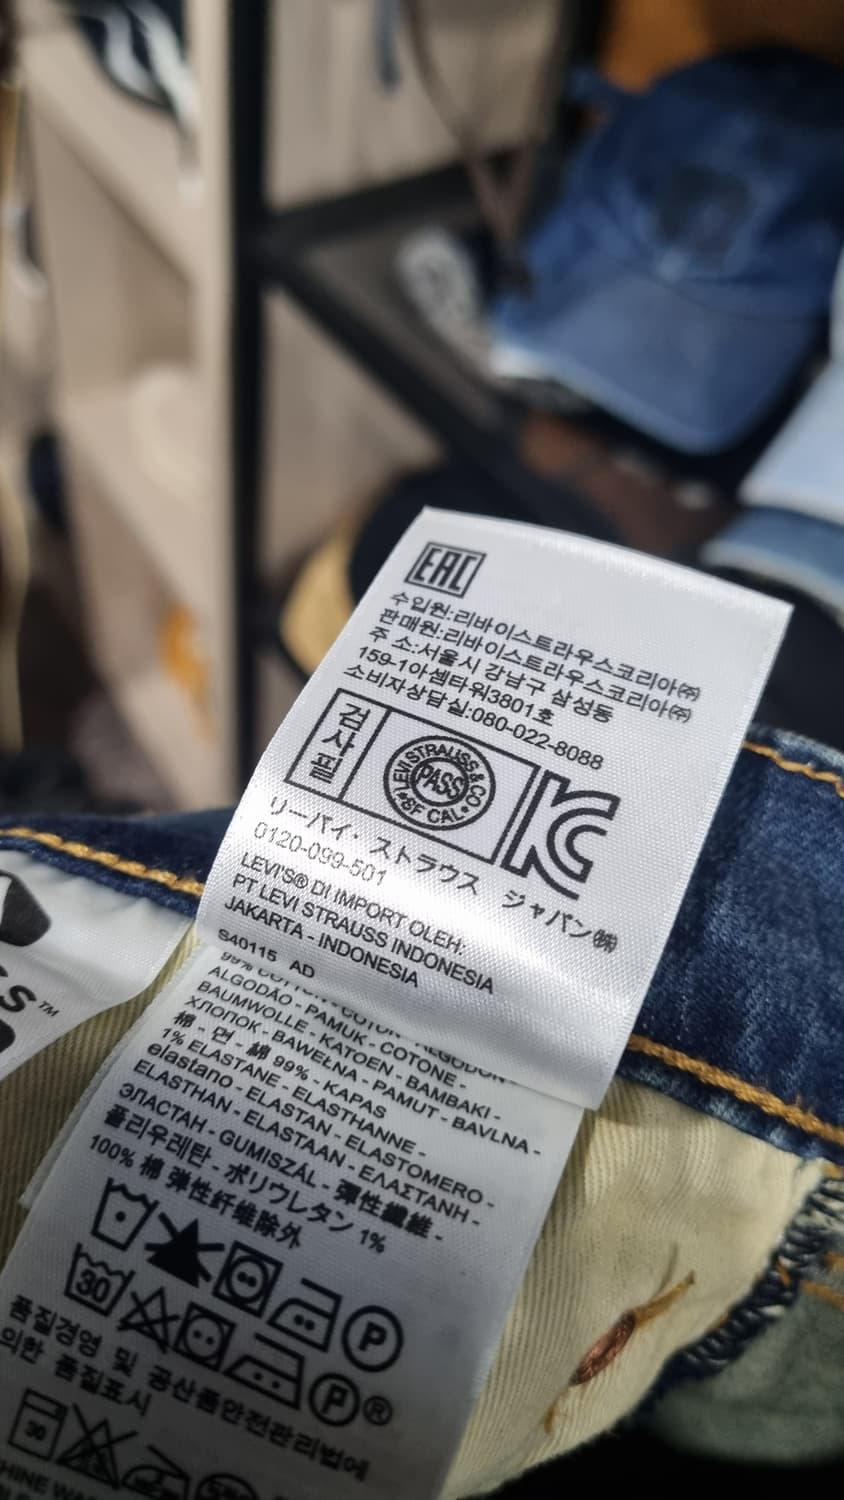 EAC
수입원:리바이스트라우스코리아㈜
판매원:리바이스트라우스코리아㈜
주 소:서울시 강남구 삼성동
159-1아셈타워3801호
소비자상담실:080-022-8088
검사필
LEVI STRAUSS & CO
PASS
SF CAL
KC
リーバイ・ストラウス ジャパン㈱
0120-099-501
LEVI'S® DI IMPORT OLEH:
PT LEVI STRAUSS INDONESIA
JAKARTA - INDONESIA
S40115 AD
99% COTTON - COTON - ALGODÓN -
ALGODÃO - PAMUK - COTONE -
BAUMWOLLE - KATOEN - BAMBAKI -
ХЛОПОК - BAWEŁNA - PAMUT - BAVLNA -
棉 - 면 - 綿 99% - KAPAS
1% ELASTANE - ELASTHANNE -
elastano - ELASTAN - ELASTOMERO -
ELASTHAN - ELASTAAN - ΕΛΑΣΤΑΝΗ -
ЭЛАСТАН - GUMISZÁL - 彈性纖維 -
폴리우레탄 - ポリウレタン 1%
100% 棉 弹性纤维除外
P
30
P ®
품질경영 및 공산품안전관리법에
의한 품질표시
30
S™